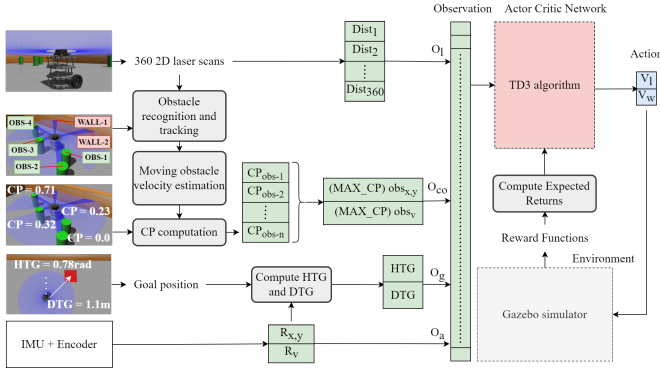 Observation
Actor Critic Network
Dist1
Dist2
Dist360
360 2D laser scans
OI
TD3 algorithm
Action
VI
Vw
Obstacle
recognition and
tracking
OBS-4
WALL-1
OBS-3
WALL-2
OBS-1
OBS-2
Moving obstacle
velocity estimation
CPobs-1
CPobs-2
CPobs-n
(MAX_CP) obsx,y
(MAX_CP) obsv
Oco
Compute Expected
Returns
CP = 0.71
CP = 0.23
CP = 0.32
CP = 0.0
CP computation
Reward Functions
Environment
HTG = 0.78rad
DTG = 1.1m
Goal position
Compute HTG
and DTG
HTG
DTG
Og
Gazebo simulator
IMU + Encoder
Rx,y
Rv
Oa